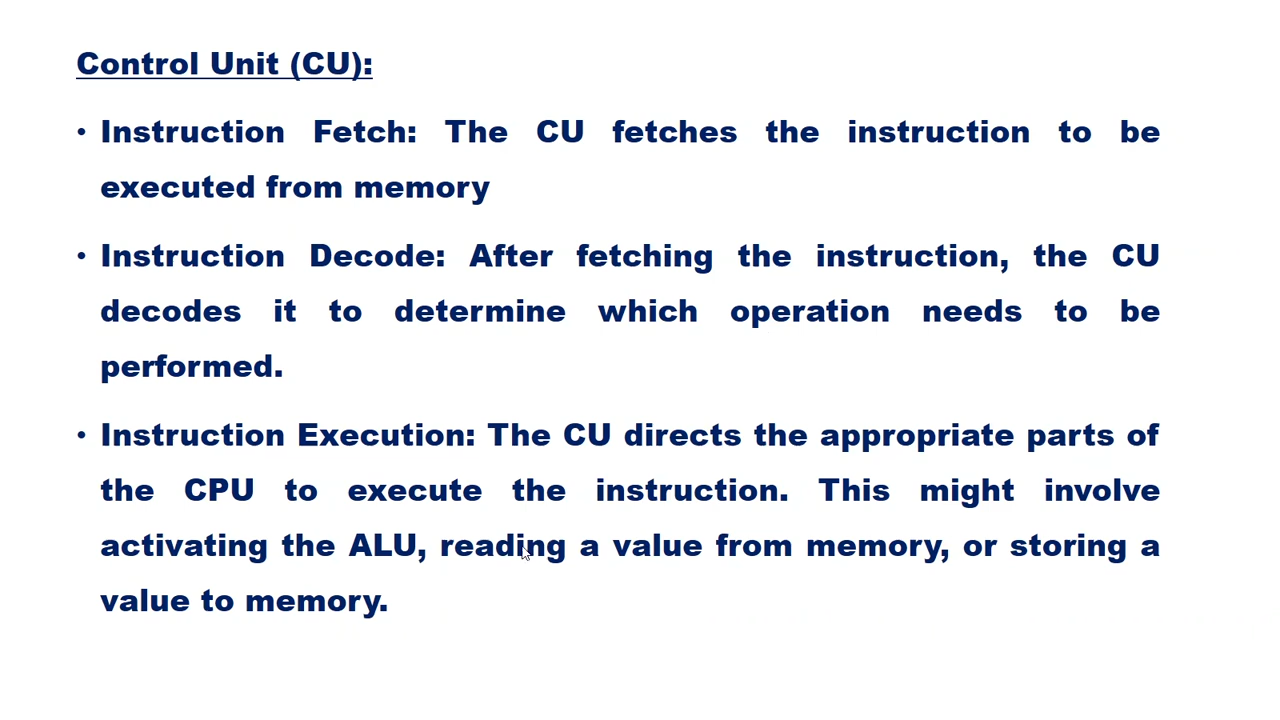 Control Unit (CU):
• Instruction Fetch: The CU fetches the instruction to be
executed from memory
• Instruction Decode: After fetching the instruction, the CU
decodes it to determine which operation needs to be
performed.
• Instruction Execution: The CU directs the appropriate parts of
the CPU to execute the instruction. This might involve
activating the ALU, reading a value from memory, or storing a
value to memory.